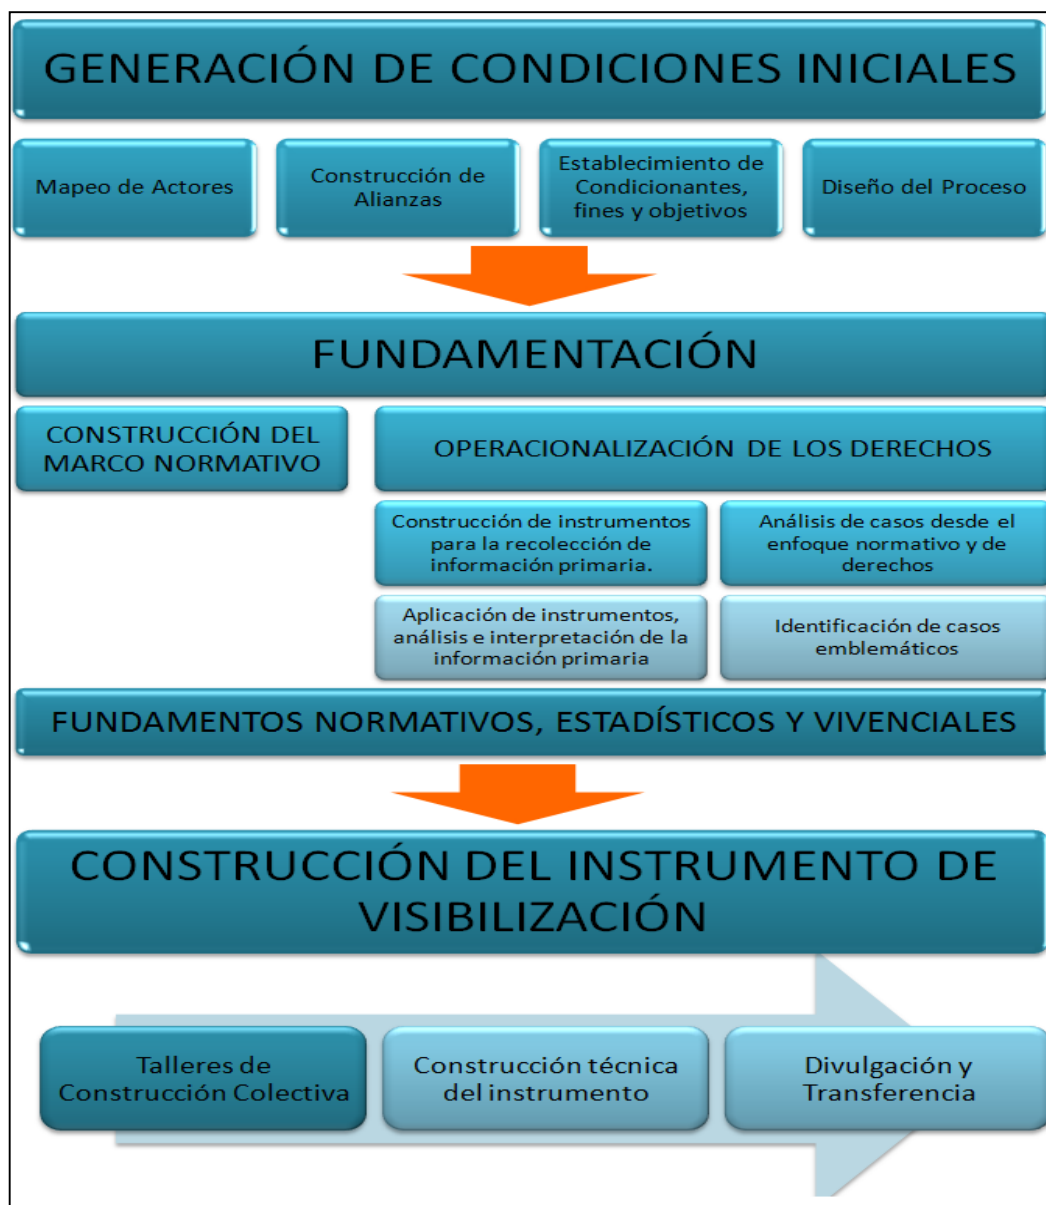 GENERACIÓN DE CONDICIONES INICIALES
Mapeo de Actores
Construcción de
Alianzas
Establecimiento de
Condicionantes,
fines y objetivos
Diseño del Proceso
FUNDAMENTACIÓN
CONSTRUCCIÓN DEL
MARCO NORMATIVO
OPERACIONALIZACIÓN DE LOS DERECHOS
Construcción de instrumentos
para la recolección de
información primaria.
Análisis de casos desde el
enfoque normativo y de
derechos
Aplicación de instrumentos,
análisis e interpretación de la
información primaria
Identificación de casos
emblemáticos
FUNDAMENTOS NORMATIVOS, ESTADÍSTICOS Y VIVENCIALES
CONSTRUCCIÓN DEL INSTRUMENTO DE
VISIBILIZACIÓN
Talleres de
Construcción Colectiva
Construcción técnica
del instrumento
Divulgación y
Transferencia